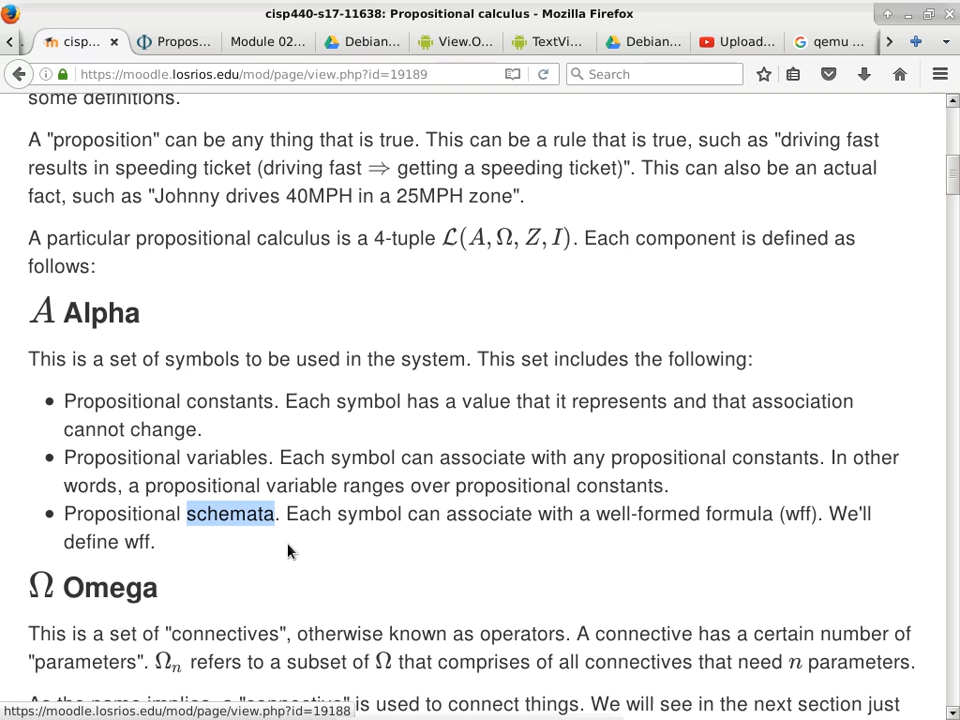 cisp440-s17-11638: Propositional calculus - Mozilla Firefox
cisp... Propos... Module 02... Debian... View.O... TextVi... Debian... Upload... qemu ...
https://moodle.losrios.edu/mod/page/view.php?id=19189 Search
some definitions.
A "proposition" can be any thing that is true. This can be a rule that is true, such as "driving fast
results in speeding ticket (driving fast ⇒ getting a speeding ticket)". This can also be an actual
fact, such as "Johnny drives 40MPH in a 25MPH zone".
A particular propositional calculus is a 4-tuple ℒ(A, Ω, Z, I). Each component is defined as
follows:
A Alpha
This is a set of symbols to be used in the system. This set includes the following:
• Propositional constants. Each symbol has a value that it represents and that association
cannot change.
• Propositional variables. Each symbol can associate with any propositional constants. In other
words, a propositional variable ranges over propositional constants.
• Propositional schemata. Each symbol can associate with a well-formed formula (wff). We'll
define wff.
Ω Omega
This is a set of "connectives", otherwise known as operators. A connective has a certain number of
"parameters". Ωₙ refers to a subset of Ω that comprises of all connectives that need n parameters.
As the name implies, a "connective" is used to connect things. We will see in the next section just
https://moodle.losrios.edu/mod/page/view.php?id=19188